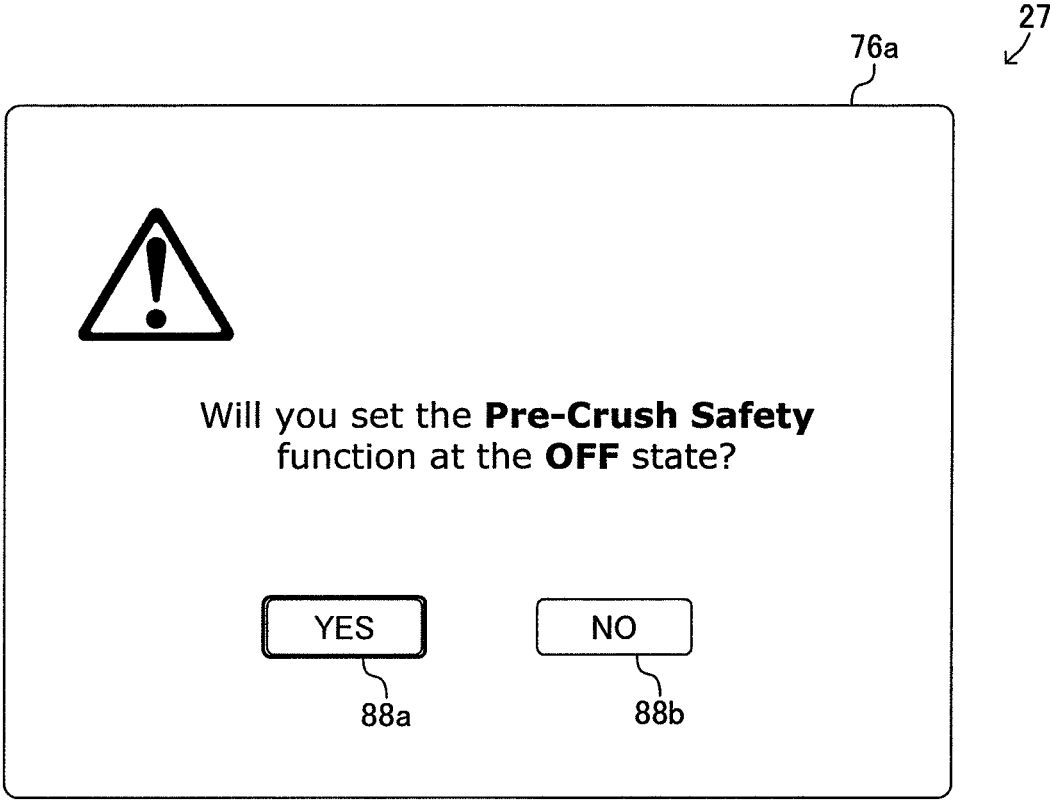 27
76a
Will you set the Pre-Crush Safety
function at the OFF state?
YES NO
88a 88b